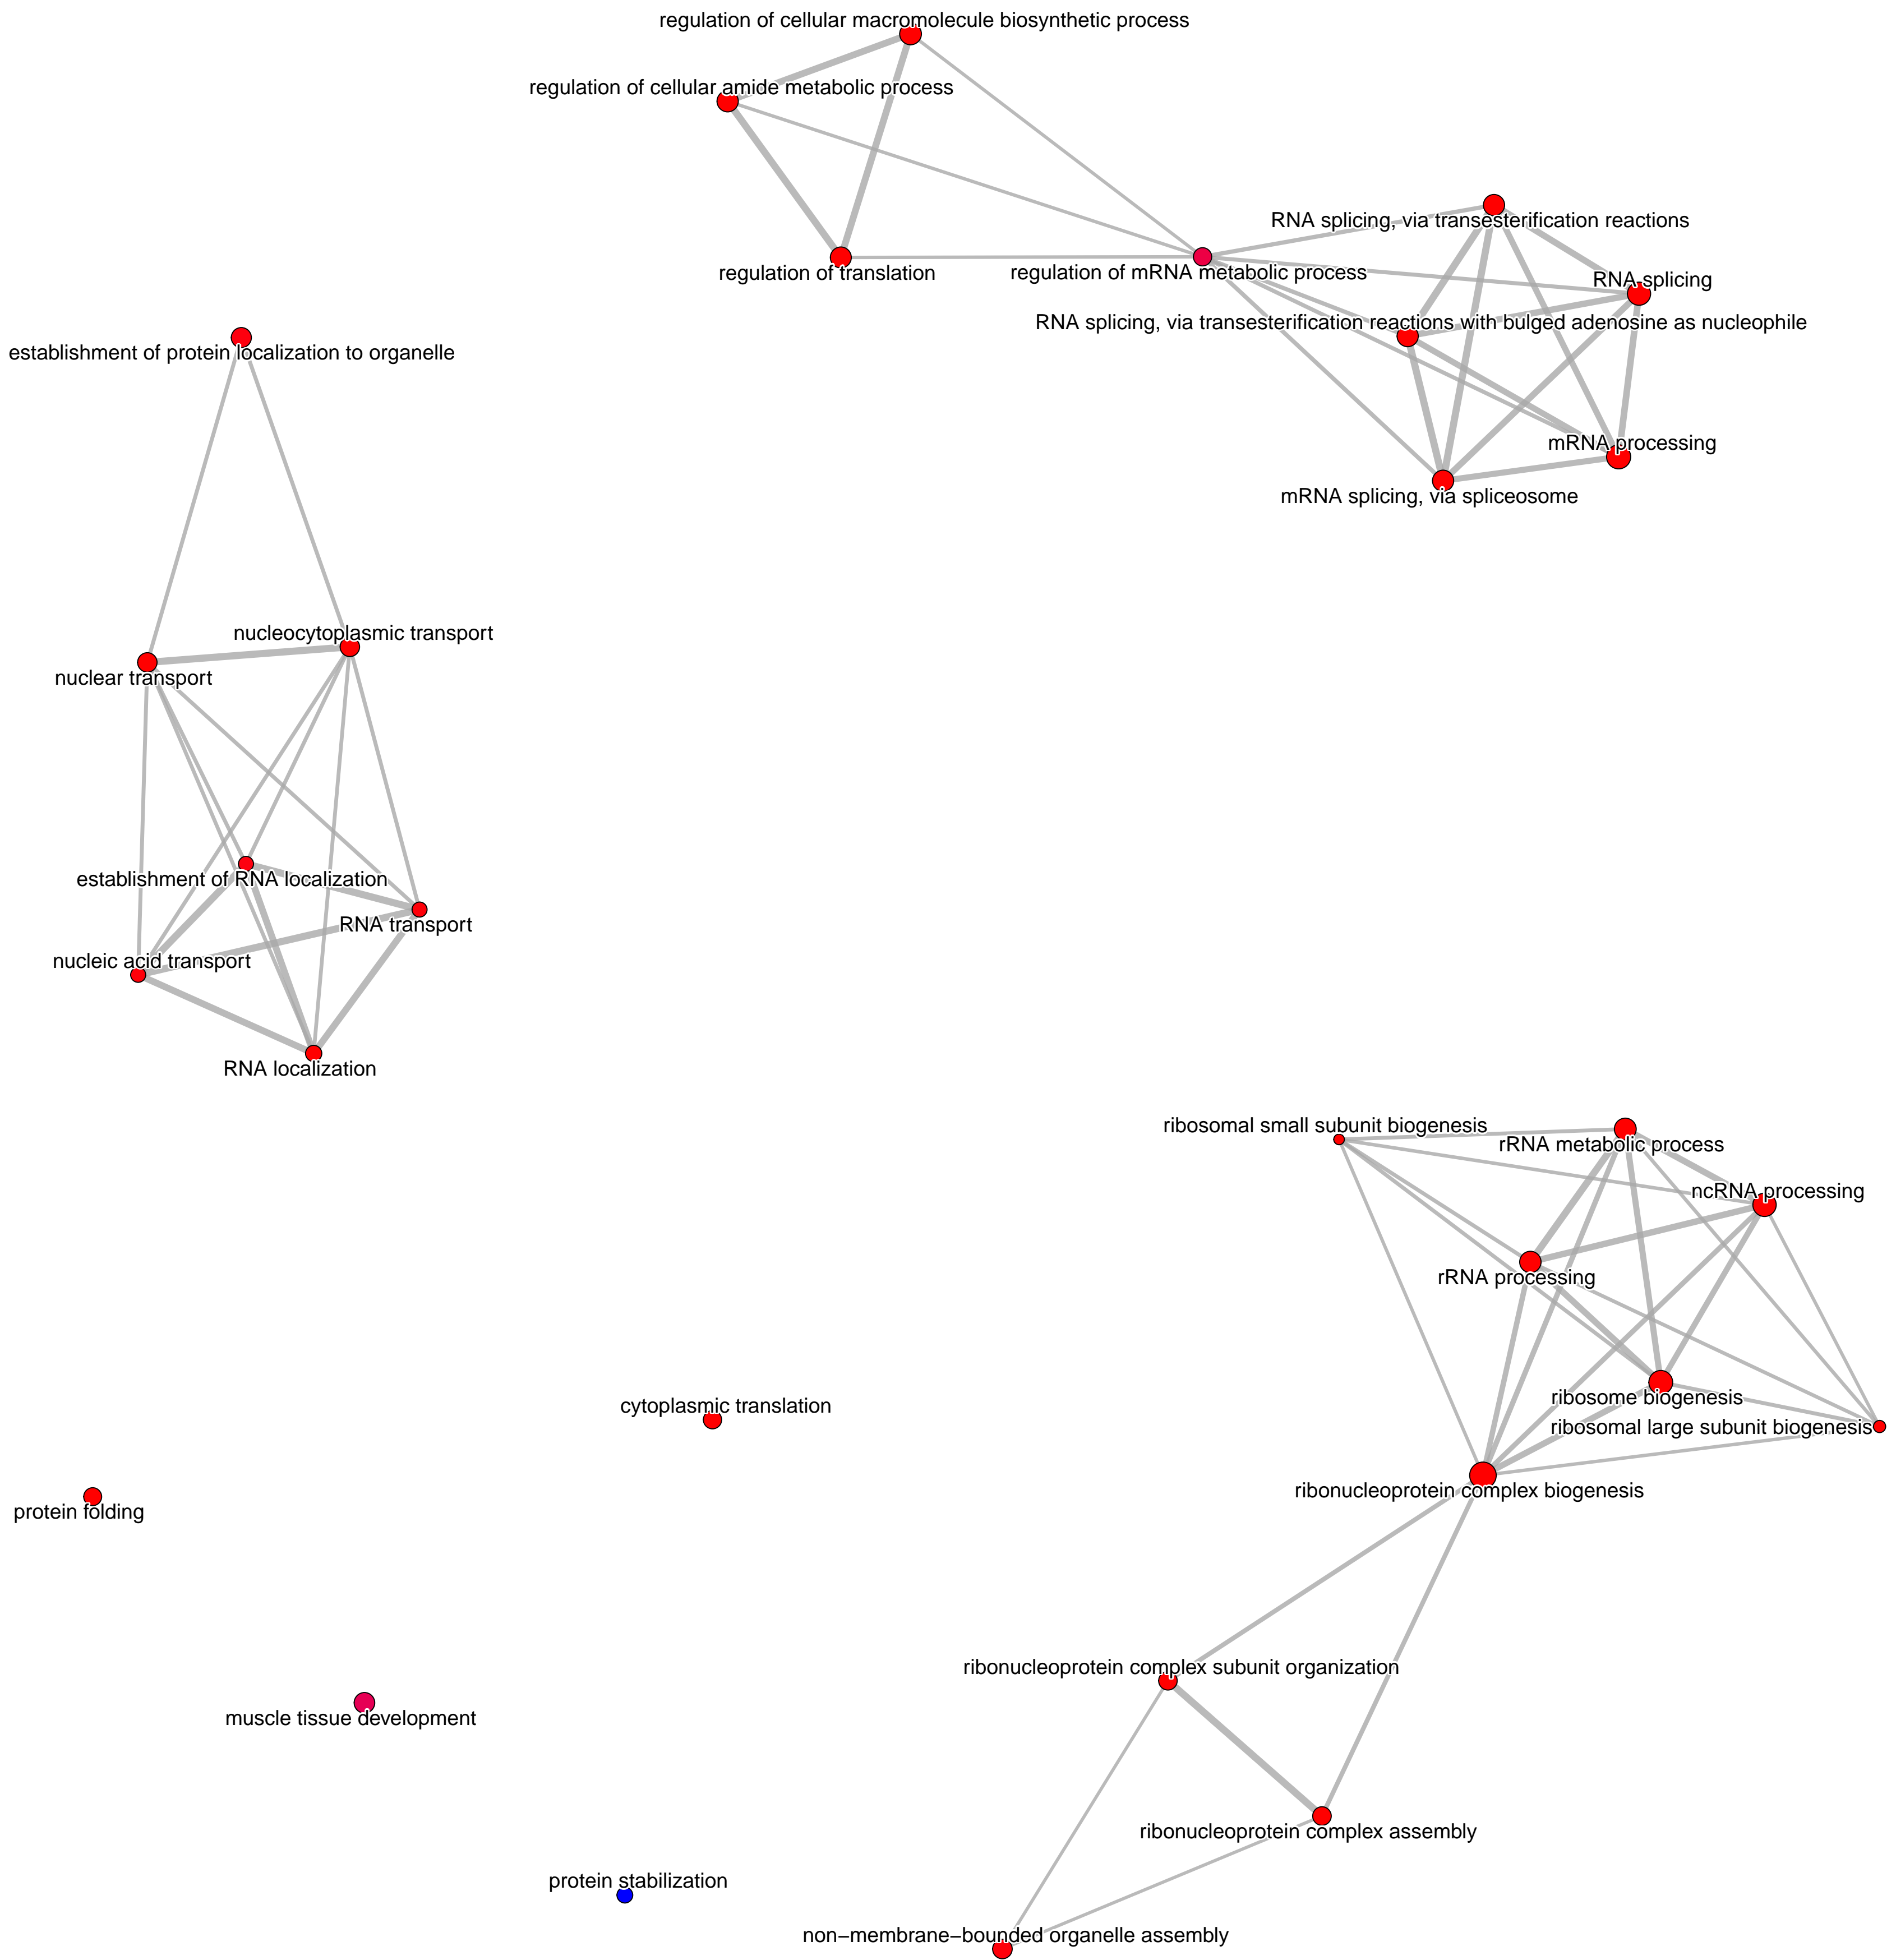 regulation of cellular macromolecule biosynthetic process
regulation of cellular amide metabolic process
RNA splicing, via transesterification reactions
regulation of translation
regulation of mRNA metabolic process
RNA splicing
RNA splicing, via transesterification reactions with bulged adenosine as nucleophile
establishment of protein localization to organelle
mRNA processing
mRNA splicing, via spliceosome
nucleocytoplasmic transport
nuclear transport
establishment of RNA localization
RNA transport
nucleic acid transport
RNA localization
ribosomal small subunit biogenesis
rRNA metabolic process
ncRNA processing
rRNA processing
ribosome biogenesis
cytoplasmic translation
ribosomal large subunit biogenesis
ribonucleoprotein complex biogenesis
protein folding
ribonucleoprotein complex subunit organization
muscle tissue development
ribonucleoprotein complex assembly
protein stabilization
non−membrane−bounded organelle assembly